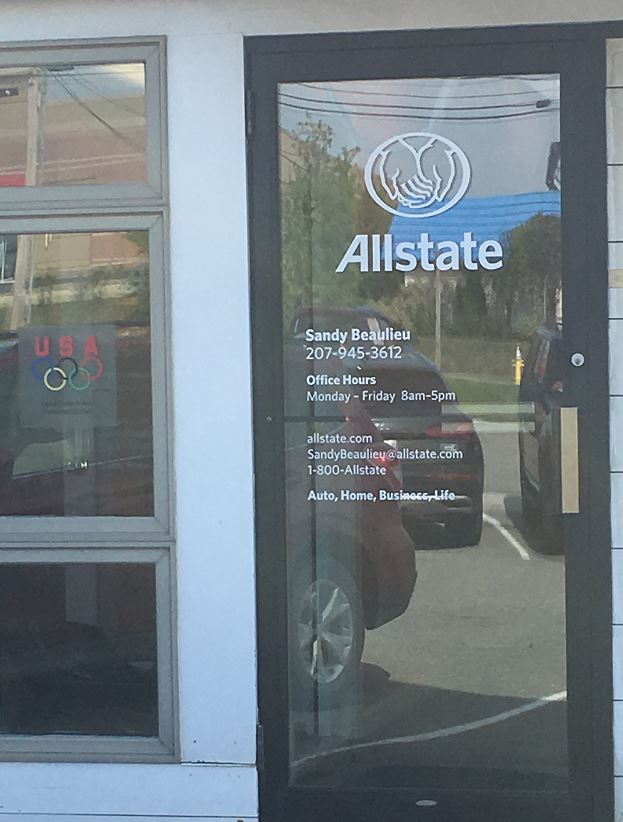 USA
Allstate
Sandy Beaulieu
207-945-3612
Office Hours
Monday - Friday 8am-5pm
allstate.com
SandyBeaulieu@allstate.com
1-800-Allstate
Auto, Home, Business, Life